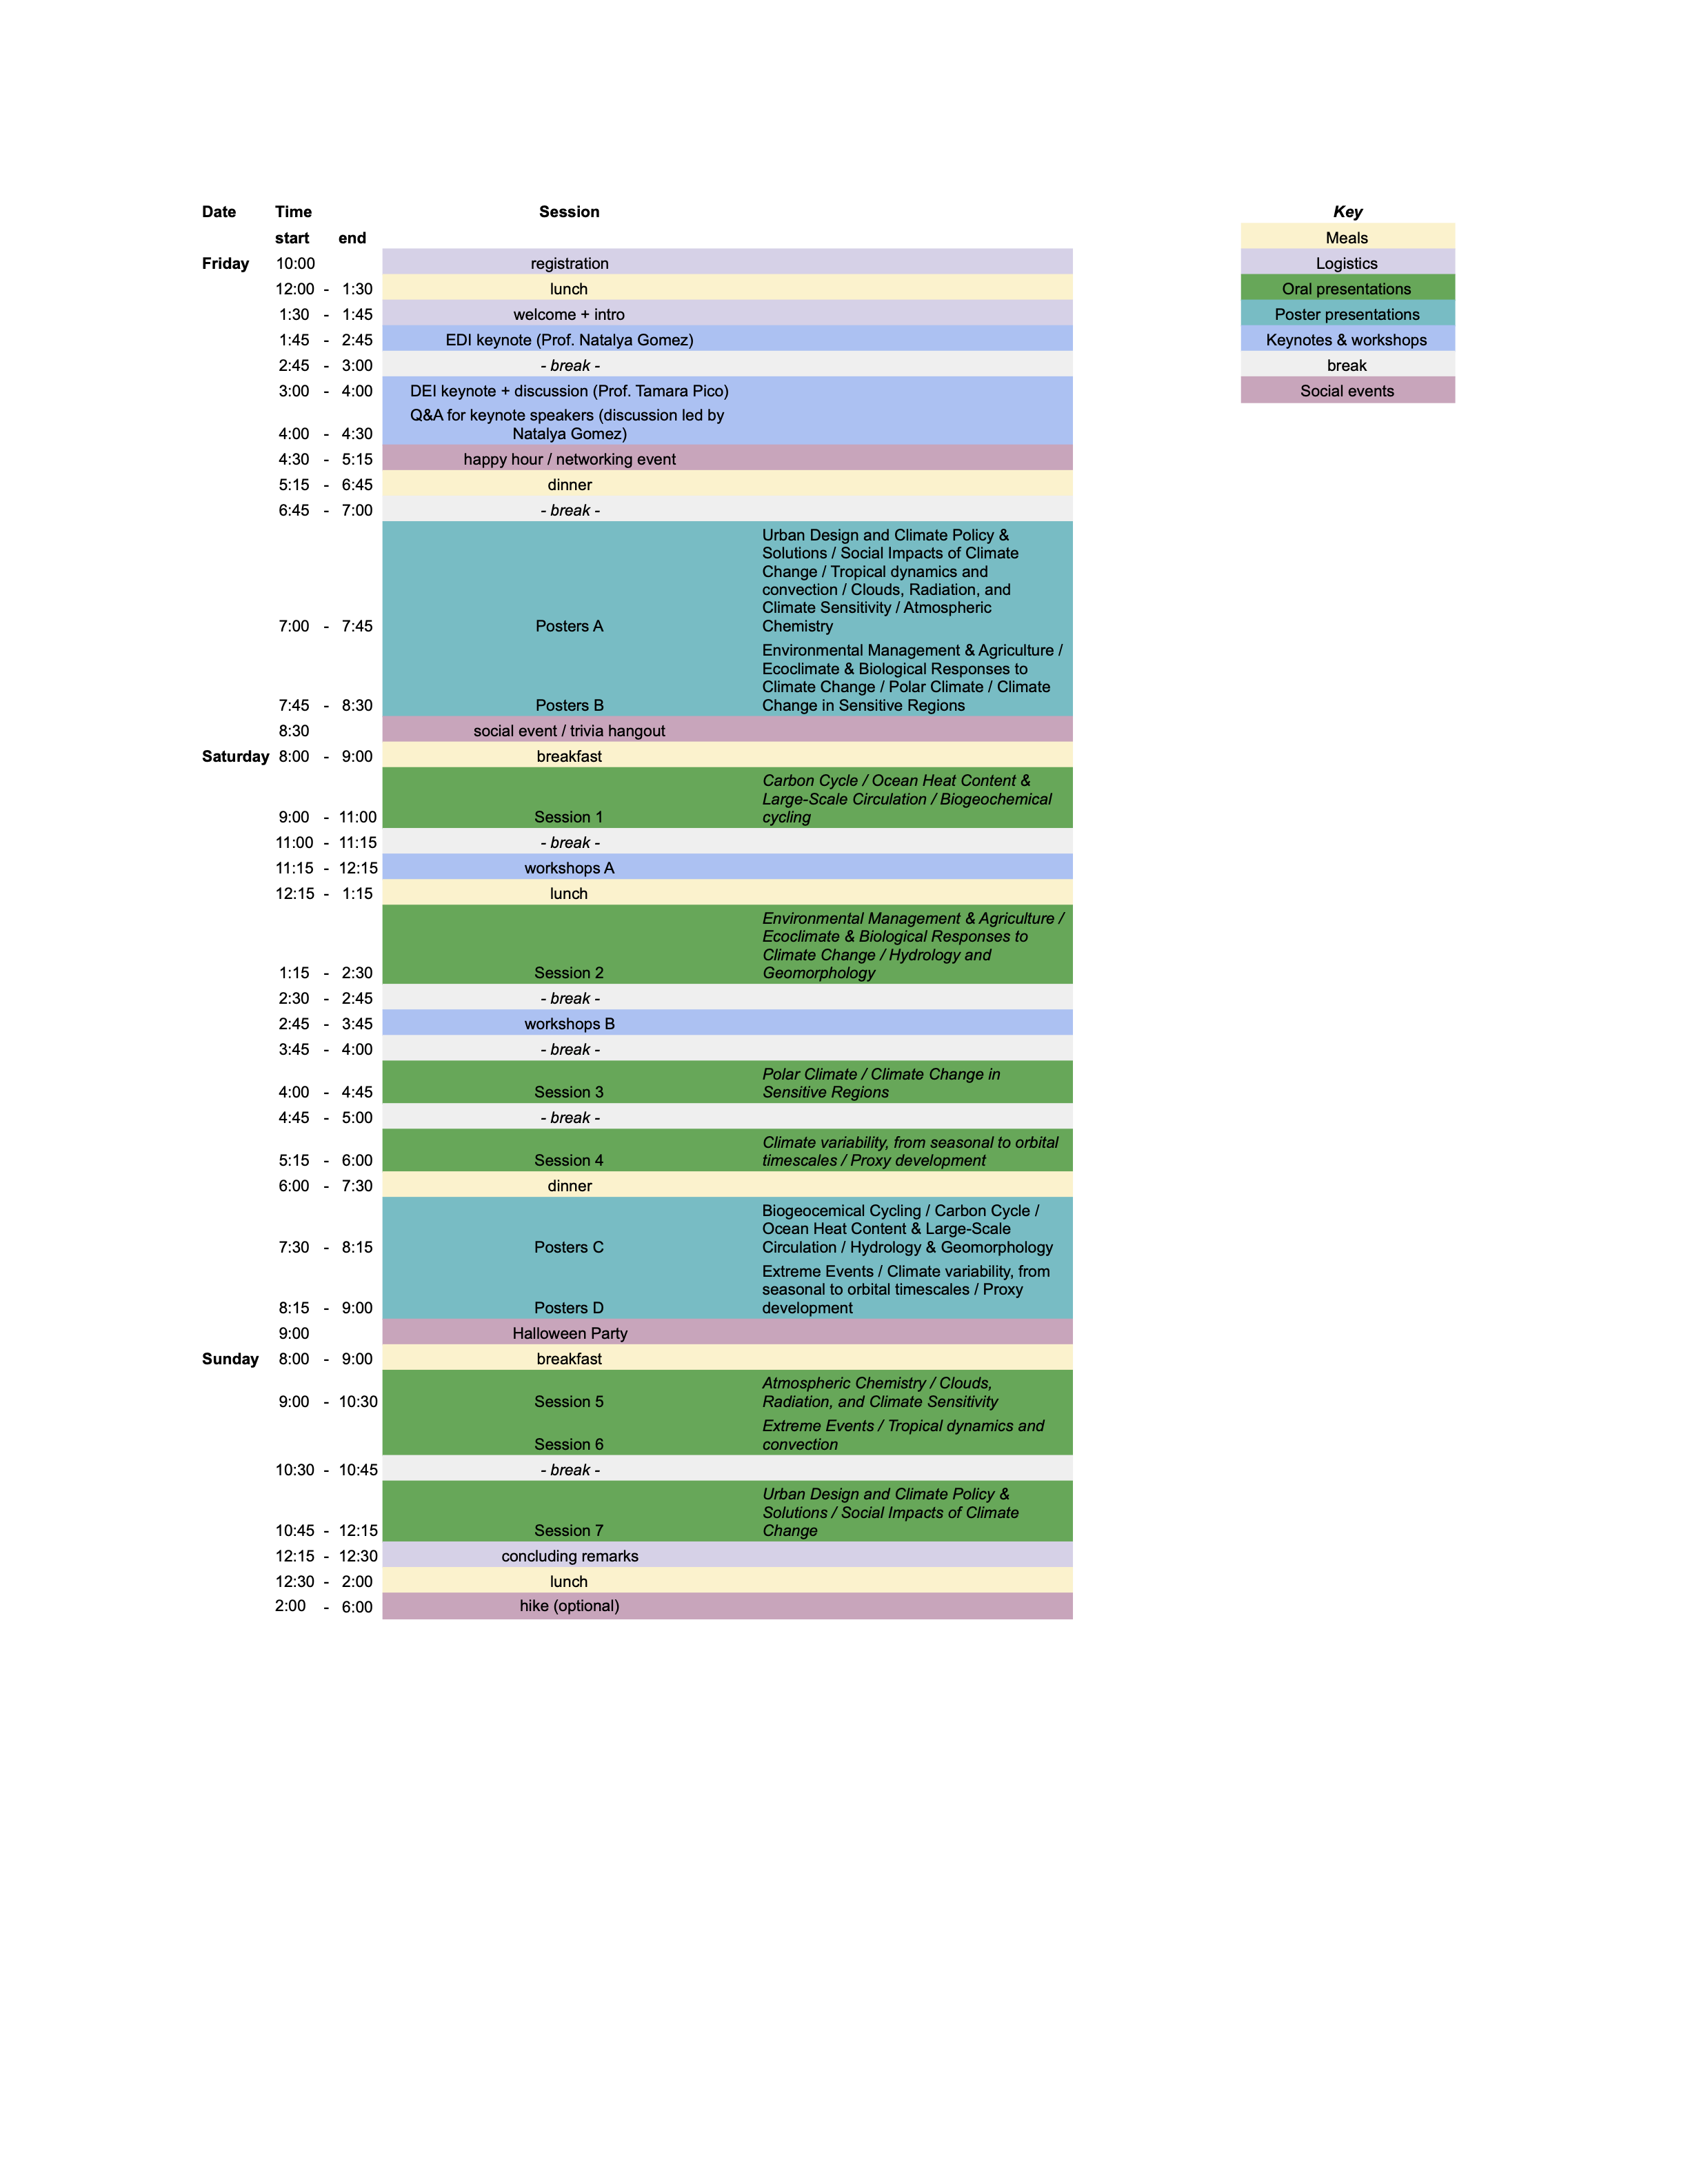 Date Time Session Key
start end Meals
Friday 10:00 registration Logistics
12:00 - 1:30 lunch Oral presentations
1:30 - 1:45 welcome + intro Poster presentations
1:45 - 2:45 EDI keynote (Prof. Natalya Gomez) Keynotes & workshops
2:45 - 3:00 - break - break
3:00 - 4:00 DEI keynote + discussion (Prof. Tamara Pico) Social events
Q&A for keynote speakers (discussion led by
4:00 - 4:30 Natalya Gomez)
4:30 - 5:15 happy hour / networking event
5:15 - 6:45 dinner
6:45 - 7:00 - break -
Urban Design and Climate Policy &
Solutions / Social Impacts of Climate
Change / Tropical dynamics and
convection / Clouds, Radiation, and
Climate Sensitivity / Atmospheric
7:00 - 7:45 Posters A Chemistry
Environmental Management & Agriculture /
Ecoclimate & Biological Responses to
Climate Change / Polar Climate / Climate
7:45 - 8:30 Posters B Change in Sensitive Regions
8:30 social event / trivia hangout
Saturday 8:00 - 9:00 breakfast
Carbon Cycle / Ocean Heat Content &
Large-Scale Circulation / Biogeochemical
9:00 - 11:00 Session 1 cycling
11:00 - 11:15 - break -
11:15 - 12:15 workshops A
12:15 - 1:15 lunch
Environmental Management & Agriculture /
Ecoclimate & Biological Responses to
Climate Change / Hydrology and
1:15 - 2:30 Session 2 Geomorphology
2:30 - 2:45 - break -
2:45 - 3:45 workshops B
3:45 - 4:00 - break -
Polar Climate / Climate Change in
4:00 - 4:45 Session 3 Sensitive Regions
4:45 - 5:00 - break -
Climate variability, from seasonal to orbital
5:15 - 6:00 Session 4 timescales / Proxy development
6:00 - 7:30 dinner
Biogeocemical Cycling / Carbon Cycle /
Ocean Heat Content & Large-Scale
7:30 - 8:15 Posters C Circulation / Hydrology & Geomorphology
Extreme Events / Climate variability, from
seasonal to orbital timescales / Proxy
8:15 - 9:00 Posters D development
9:00 Halloween Party
Sunday 8:00 - 9:00 breakfast
Atmospheric Chemistry / Clouds,
9:00 - 10:30 Session 5 Radiation, and Climate Sensitivity
Extreme Events / Tropical dynamics and
Session 6 convection
10:30 - 10:45 - break -
Urban Design and Climate Policy &
Solutions / Social Impacts of Climate
10:45 - 12:15 Session 7 Change
12:15 - 12:30 concluding remarks
12:30 - 2:00 lunch
2:00 - 6:00 hike (optional)